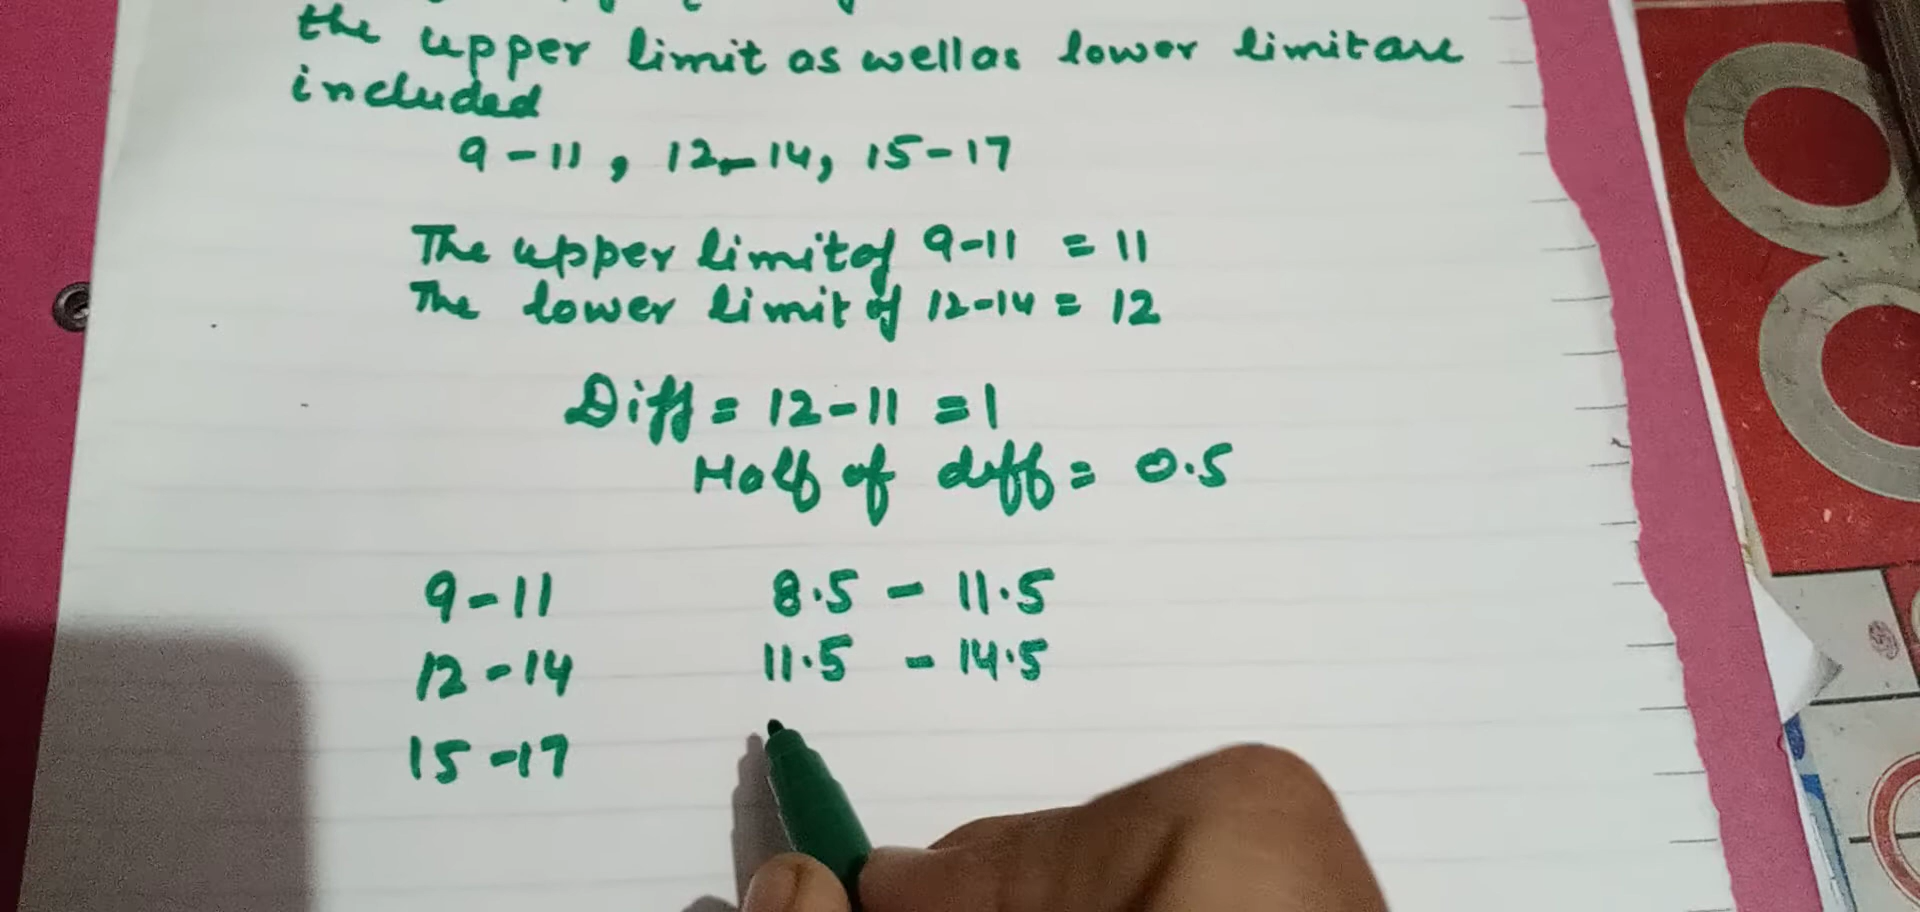 the upper limit as well as lower limit are
included
9-11, 12-14, 15-17
The upper limit of 9-11 = 11
The lower limit of 12-14 = 12
Diff = 12-11 = 1
Half of diff = 0.5
9-11 8.5 - 11.5
12-14 11.5 - 14.5
15-17